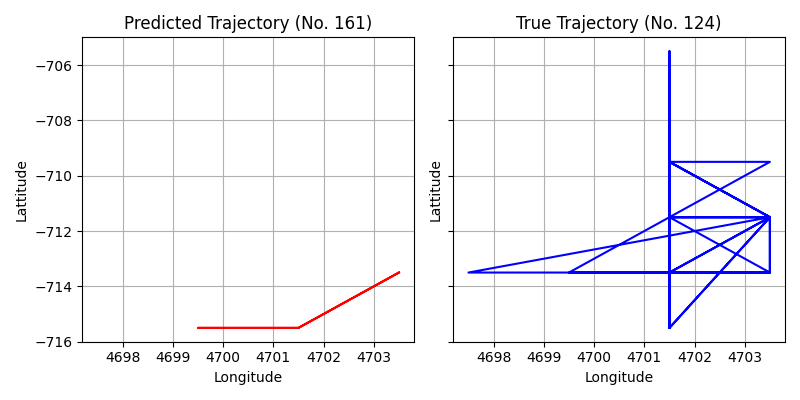 Predicted Trajectory (No. 161)
True Trajectory (No. 124)
−706
−708
−710
−712
−714
−716
Lattitude
Lattitude
4698 4699 4700 4701 4702 4703
4698 4699 4700 4701 4702 4703
Longitude
Longitude